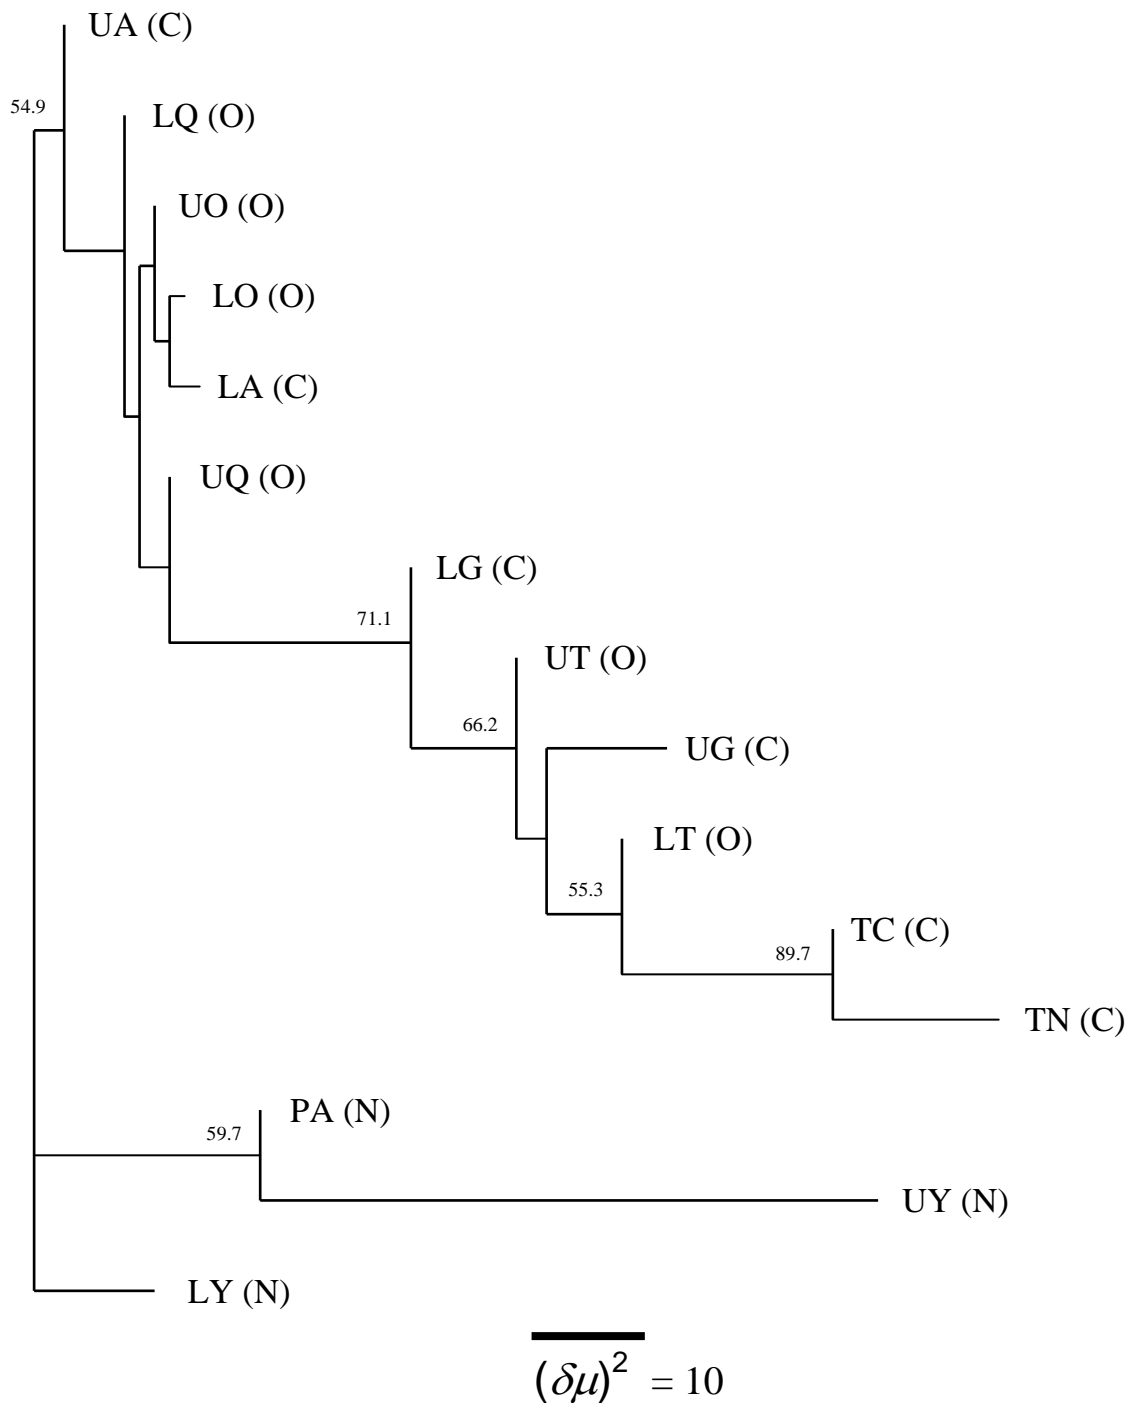 UA (C)
54.9
LQ (O)
UO (O)
LO (O)
LA (C)
UQ (O)
LG (C)
71.1
UT (O)
66.2
UG (C)
LT (O)
55.3
TC (C)
89.7
TN (C)
PA (N)
59.7
UY (N)
LY (N)
(δμ)² = 10